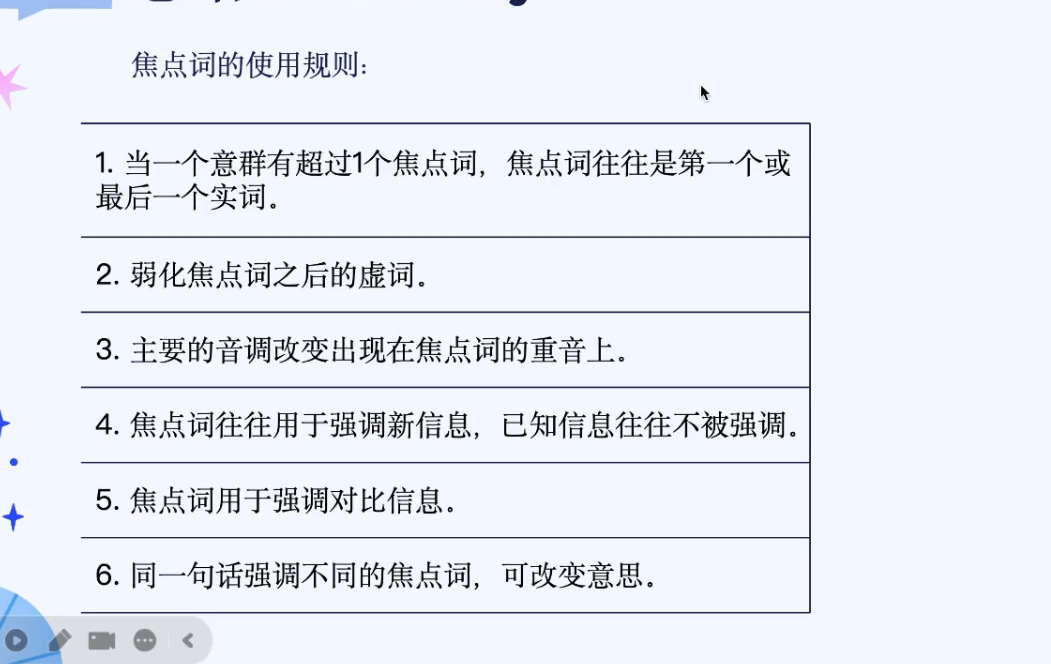 焦点词的使用规则:
1. 当一个意群有超过1个焦点词，焦点词往往是第一个或
最后一个实词。
2. 弱化焦点词之后的虚词。
3. 主要的音调改变出现在焦点词的重音上。
4. 焦点词往往用于强调新信息，已知信息往往不被强调。
5. 焦点词用于强调对比信息。
6. 同一句话强调不同的焦点词，可改变意思。